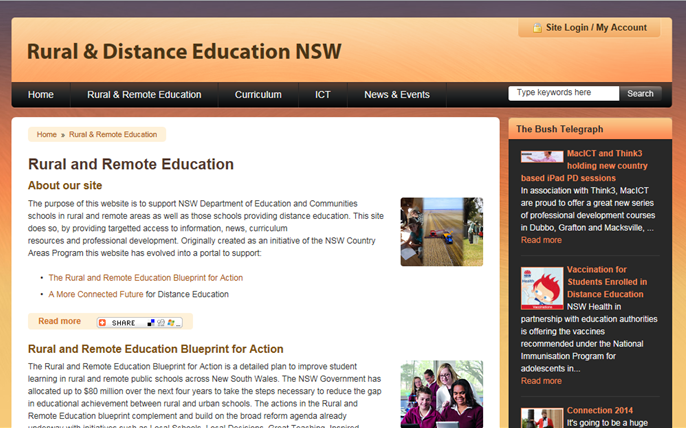 Site Login / My Account
Rural & Distance Education NSW
Home Rural & Remote Education Curriculum ICT News & Events
Type keywords here Search
Home » Rural & Remote Education
Rural and Remote Education
About our site
The purpose of this website is to support NSW Department of Education and Communities
schools in rural and remote areas as well as those schools providing distance education. This site
does so, by providing targetted access to information, news, curriculum
resources and professional development. Originally created as an initiative of the NSW Country
Areas Program this website has evolved into a portal to support:
• The Rural and Remote Education Blueprint for Action
• A More Connected Future for Distance Education
Read more SHARE
Rural and Remote Education Blueprint for Action
The Rural and Remote Education Blueprint for Action is a detailed plan to improve student
learning in rural and remote public schools across New South Wales. The NSW Government has
allocated up to $80 million over the next four years to take the steps necessary to reduce the gap
in educational achievement between rural and urban schools. The actions in the Rural and
Remote Education blueprint complement and build on the broad reform agenda already
underway with initiatives such as Local Schools, Local Decisions, Great Teaching, Inspired
The Bush Telegraph
MacICT and Think3
holding new country
based iPad PD sessions
In association with Think3, MacICT
are proud to offer a great new series
of professional development courses
in Dubbo, Grafton and Macksville, ...
Read more
Vaccination for
Students Enrolled in
Distance Education
NSW Health in
partnership with education authorities
is offering the vaccines
recommended under the National
Immunisation Program for
adolescents in...
Read more
Connection 2014
It's going to be a huge